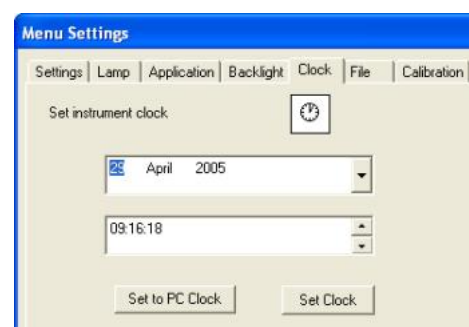 Menu Settings
Settings Lamp Application Backlight Clock File Calibration
Set instrument clock
29 April 2005
09:16:18
Set to PC Clock Set Clock